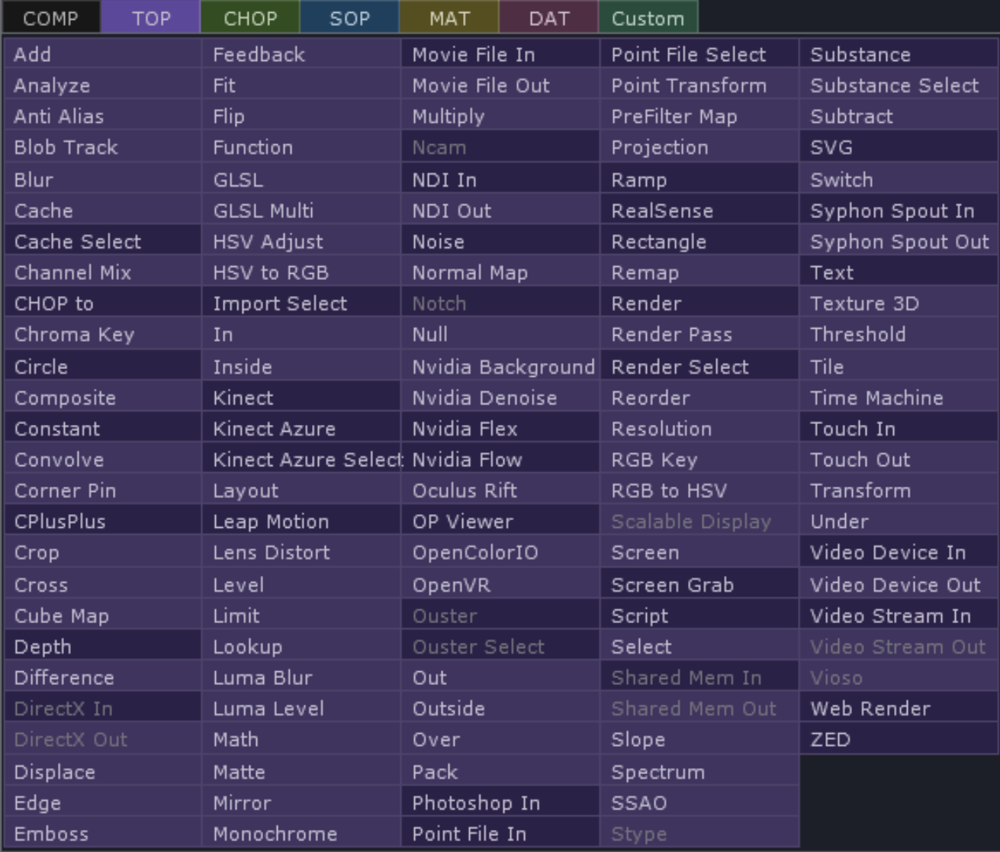 COMP TOP CHOP SOP MAT DAT Custom
Add Feedback Movie File In Point File Select Substance
Analyze Fit Movie File Out Point Transform Substance Select
Anti Alias Flip Multiply PreFilter Map Subtract
Blob Track Function Ncam Projection SVG
Blur GLSL NDI In Ramp Switch
Cache GLSL Multi NDI Out RealSense Syphon Spout In
Cache Select HSV Adjust Noise Rectangle Syphon Spout Out
Channel Mix HSV to RGB Normal Map Remap Text
CHOP to Import Select Notch Render Texture 3D
Chroma Key In Null Render Pass Threshold
Circle Inside Nvidia Background Render Select Tile
Composite Kinect Nvidia Denoise Reorder Time Machine
Constant Kinect Azure Nvidia Flex Resolution Touch In
Convolve Kinect Azure Select Nvidia Flow RGB Key Touch Out
Corner Pin Layout Oculus Rift RGB to HSV Transform
CPlusPlus Leap Motion OP Viewer Scalable Display Under
Crop Lens Distort OpenColorIO Screen Video Device In
Cross Level OpenVR Screen Grab Video Device Out
Cube Map Limit Ouster Script Video Stream In
Depth Lookup Ouster Select Select Video Stream Out
Difference Luma Blur Out Shared Mem In Vioso
DirectX In Luma Level Outside Shared Mem Out Web Render
DirectX Out Math Over Slope ZED
Displace Matte Pack Spectrum
Edge Mirror Photoshop In SSAO
Emboss Monochrome Point File In Stype